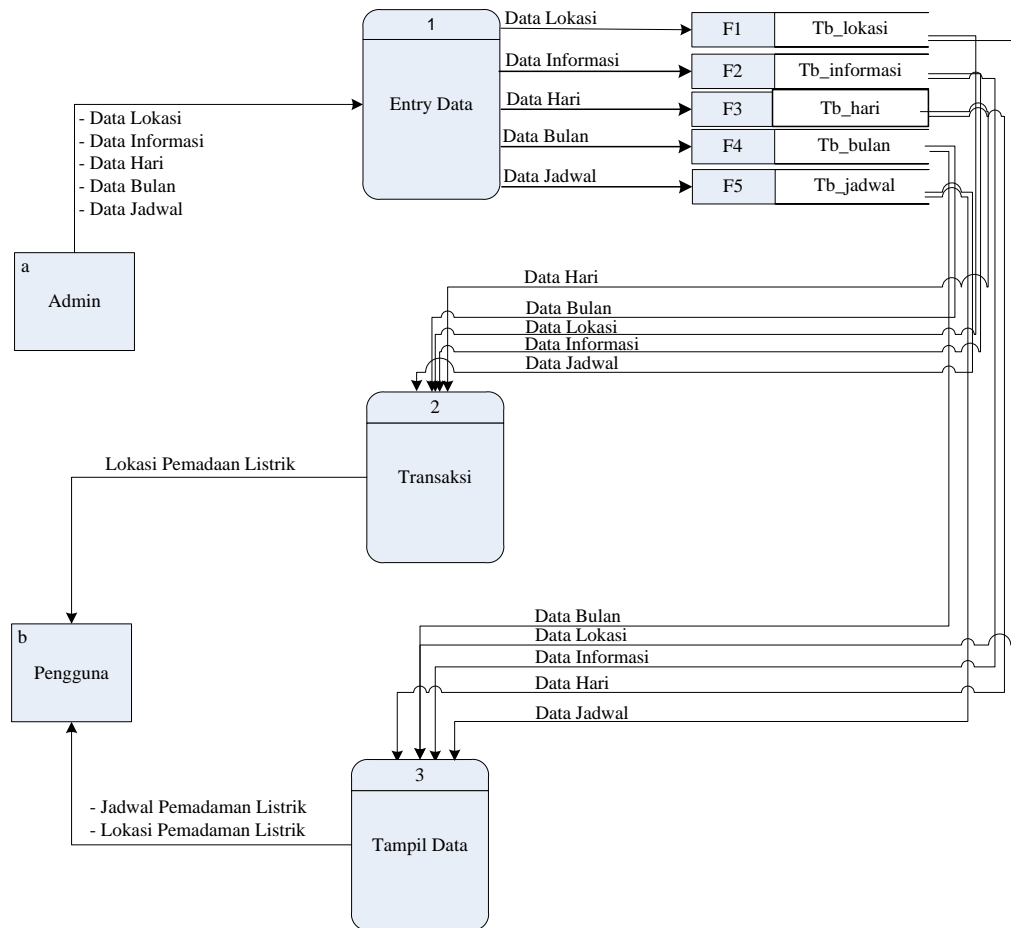 1
Entry Data
Data Lokasi
Data Informasi
Data Hari
Data Bulan
Data Jadwal
F1 Tb_lokasi
F2 Tb_informasi
F3 Tb_hari
F4 Tb_bulan
F5 Tb_jadwal
- Data Lokasi
- Data Informasi
- Data Hari
- Data Bulan
- Data Jadwal
a
Admin
Data Hari
Data Bulan
Data Lokasi
Data Informasi
Data Jadwal
2
Transaksi
Lokasi Pemadaan Listrik
b
Pengguna
Data Bulan
Data Lokasi
Data Informasi
Data Hari
Data Jadwal
3
Tampil Data
- Jadwal Pemadaman Listrik
- Lokasi Pemadaman Listrik